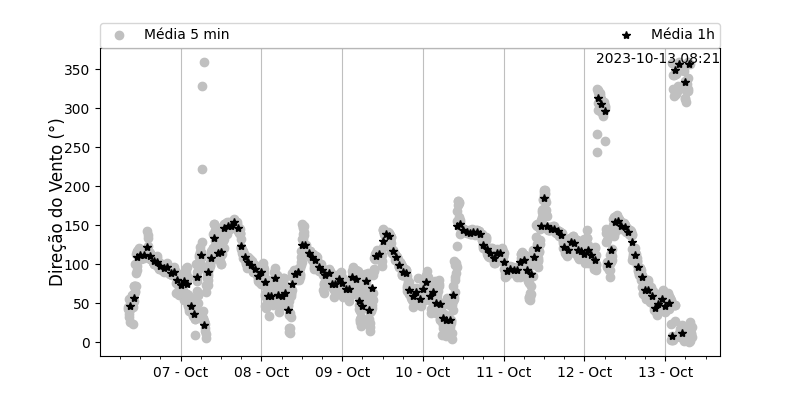 Média 5 min
Média 1h
2023-10-13 08:21
Direção do Vento (°)
350
300
250
200
150
100
50
0
07 - Oct
08 - Oct
09 - Oct
10 - Oct
11 - Oct
12 - Oct
13 - Oct